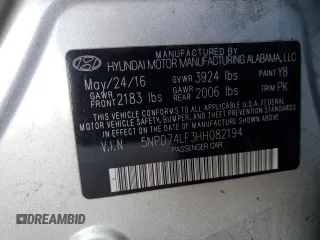 MANUFACTURED BY
HYUNDAI MOTOR MANUFACTURING ALABAMA, LLC
May/24/16 GVWR 3924 lbs PAINT Y8
GAWR FRONT 2183 lbs GAWR REAR 2006 lbs TRIM PK
THIS VEHICLE CONFORMS TO ALL APPLICABLE
FEDERAL MOTOR VEHICLE SAFETY, BUMPER,
AND THEFT PREVENTION STANDARDS IN EFFECT
ON THE DATE OF MANUFACTURE SHOWN ABOVE.
V.I.N : 5NPD74LF3HH082194
PASSENGER CAR
DREAMBID